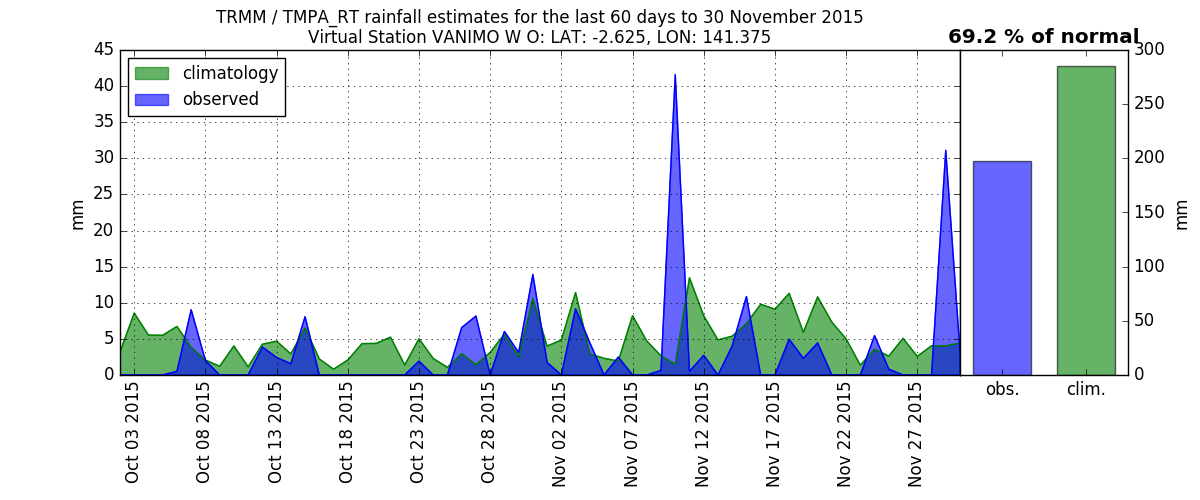 TRMM / TMPA_RT rainfall estimates for the last 60 days to 30 November 2015
Virtual Station VANIMO W O: LAT: -2.625, LON: 141.375
69.2 % of normal
climatology
observed
mm
45
40
35
30
25
20
15
10
5
0
Oct 03 2015
Oct 08 2015
Oct 13 2015
Oct 18 2015
Oct 23 2015
Oct 28 2015
Nov 02 2015
Nov 07 2015
Nov 12 2015
Nov 17 2015
Nov 22 2015
Nov 27 2015
obs.
clim.
300
250
200
150
100
50
0
mm